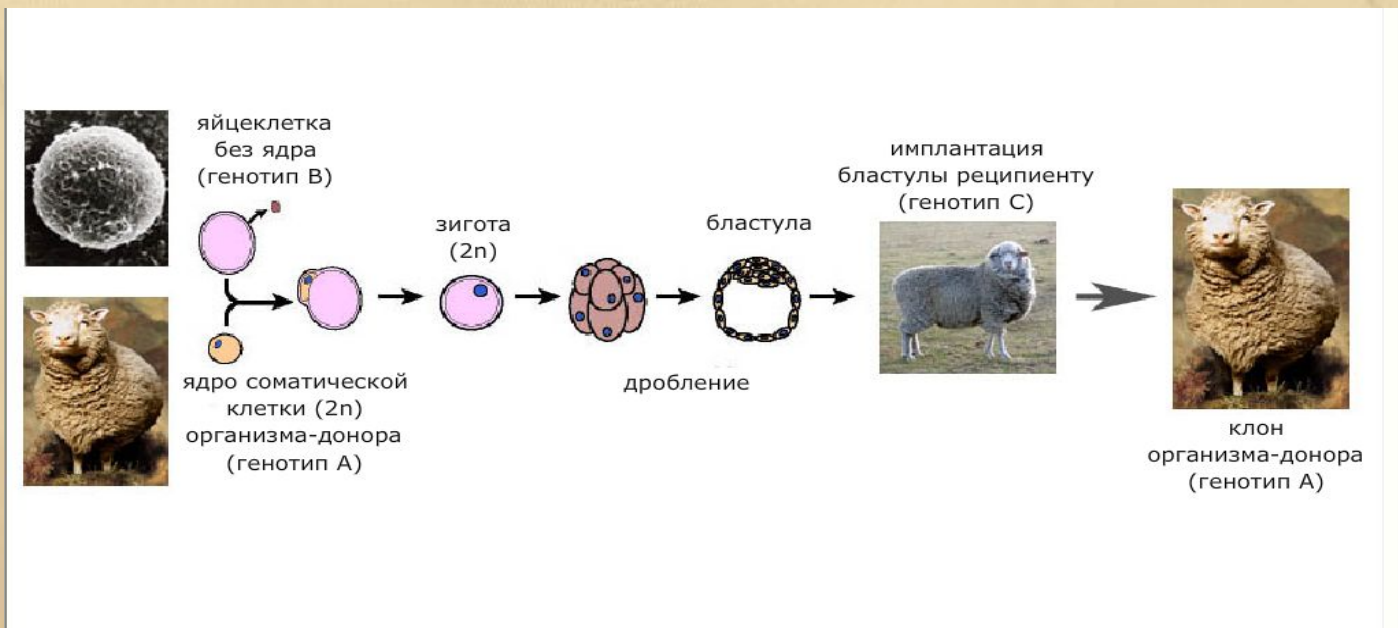 яйцеклетка
без ядра
(генотип B)
ядро соматической
клетки (2n)
организма-донора
(генотип A)
зигота
(2n)
дробление
бластула
имплантация
бластулы реципиенту
(генотип C)
клон
организма-донора
(генотип A)